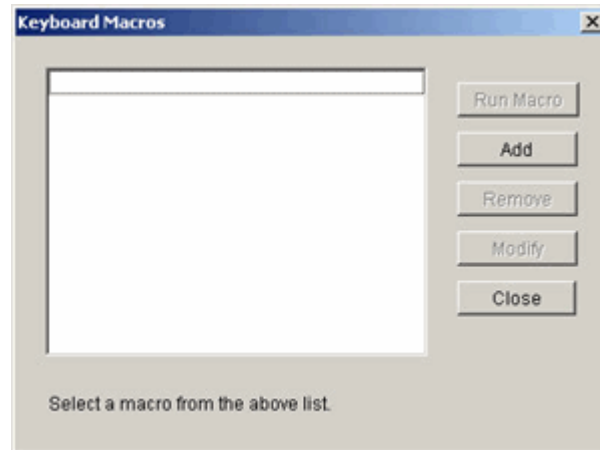 Keyboard Macros
Run Macro
Add
Remove
Modify
Close
Select a macro from the above list.